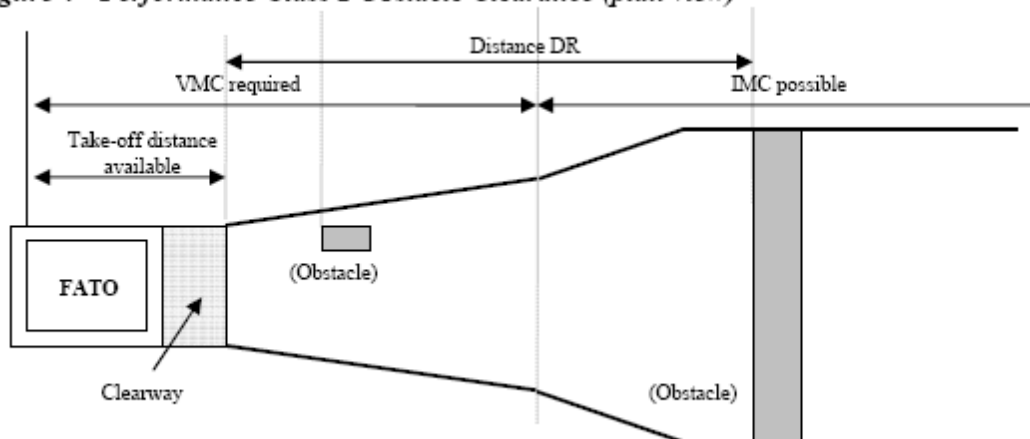 Distance DR
VMC required
IMC possible
Take-off distance
available
FATO
(Obstacle)
Clearway
(Obstacle)